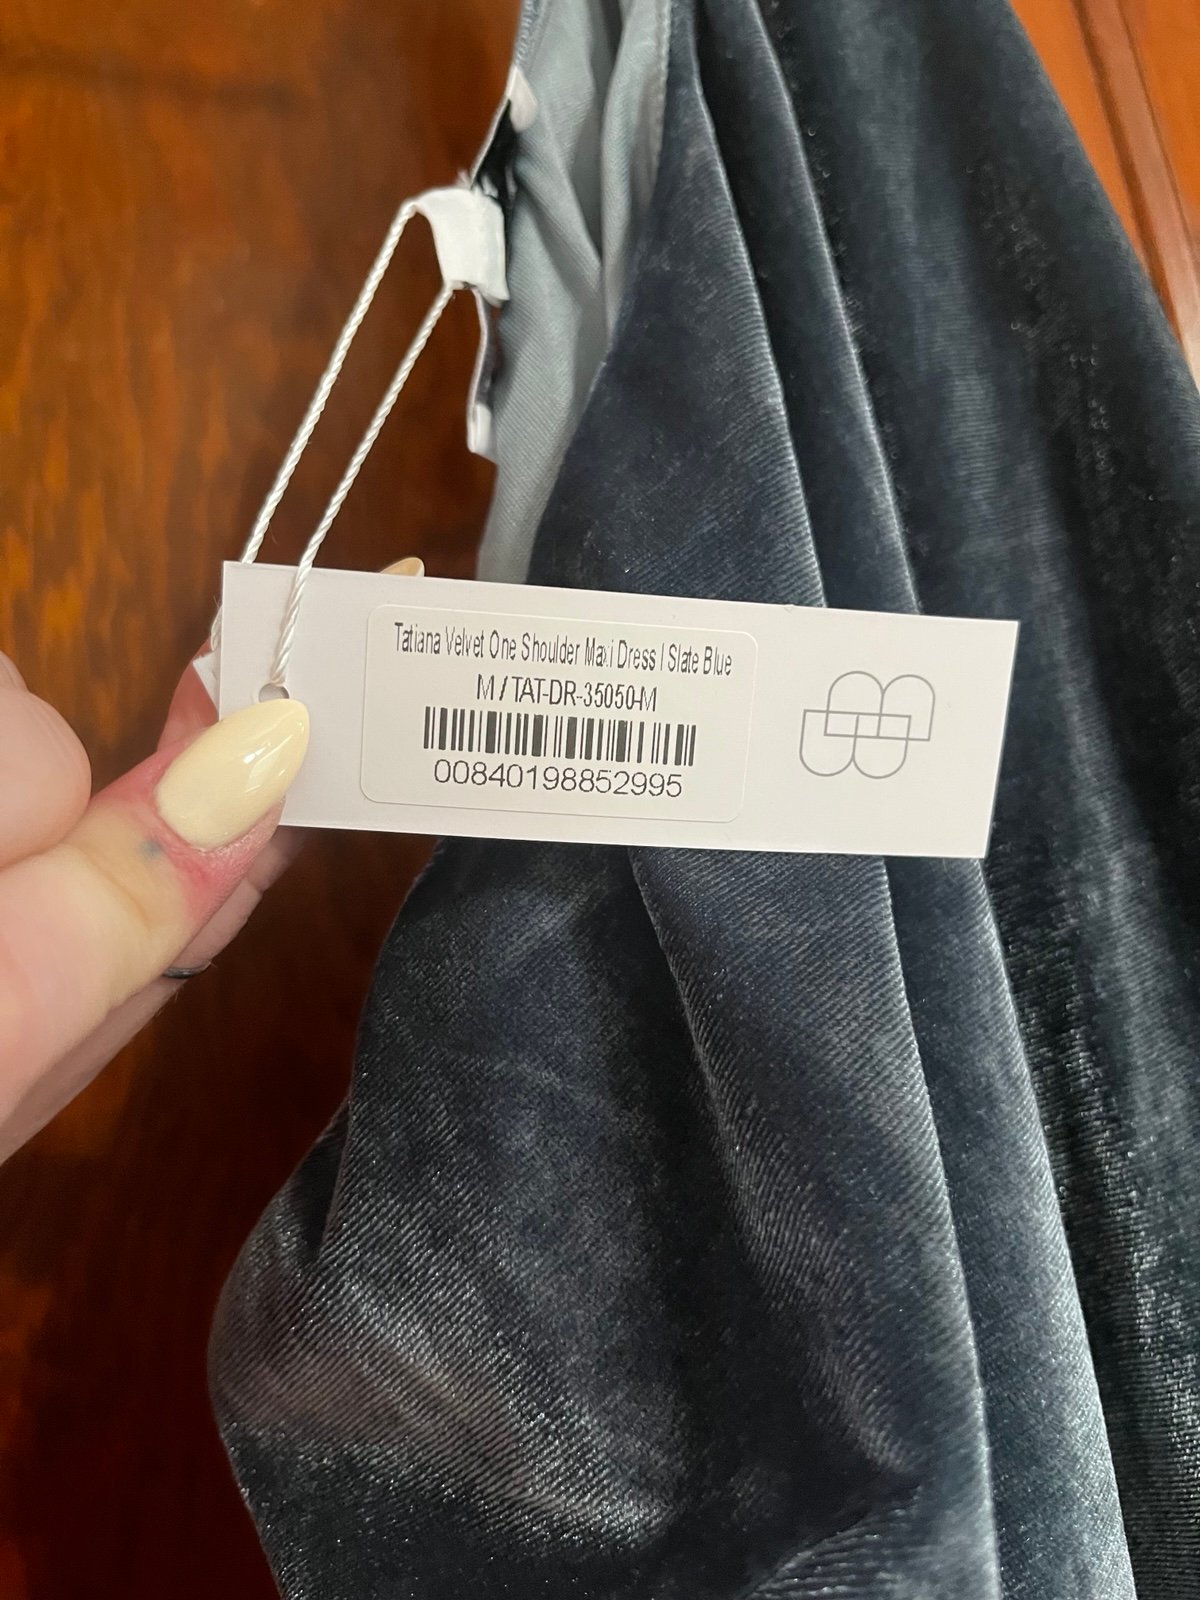 Tatiana Velvet One Shoulder Maxi Dress | Slate Blue
M / TAT-DR-35050-M
00840198852995